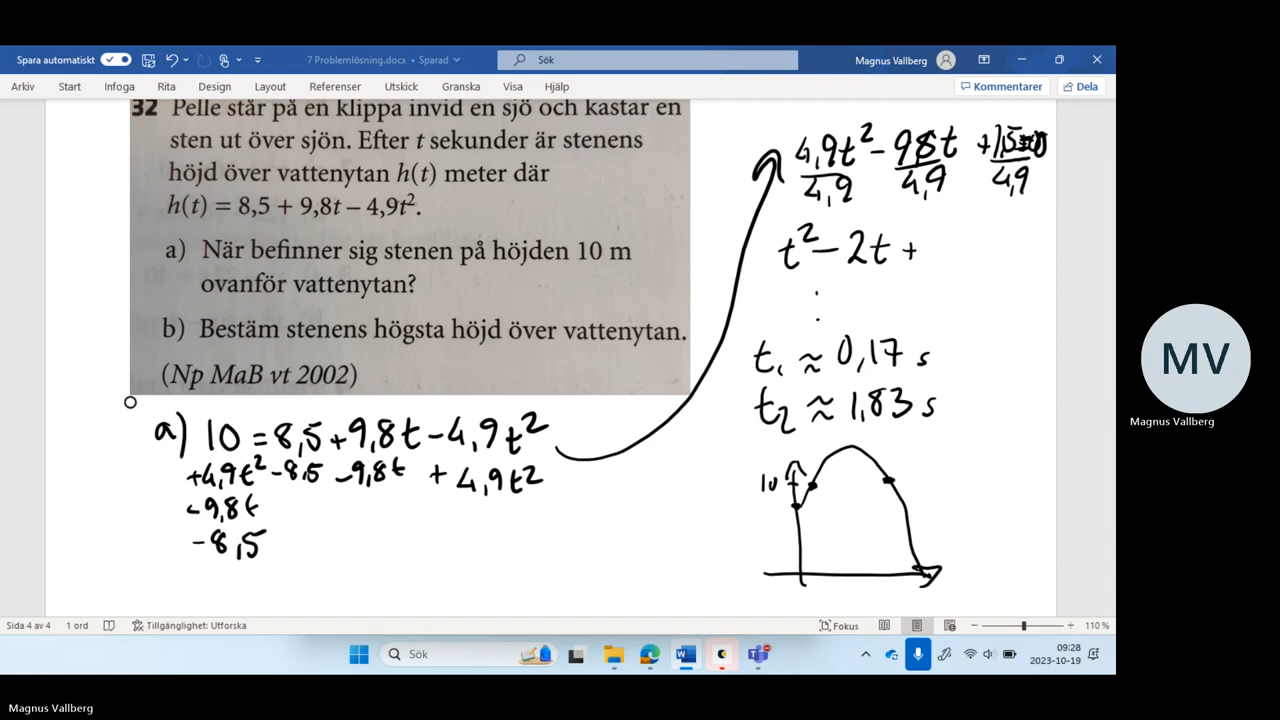 Spara automatiskt
7 Problemlösning.docx • Sparad
Sök
Magnus Vallberg
Arkiv Start Infoga Rita Design Layout Referenser Utskick Granska Visa Hjälp
Kommentarer
Dela
32 Pelle står på en klippa invid en sjö och kastar en
sten ut över sjön. Efter t sekunder är stenens
höjd över vattenytan h(t) meter där
h(t) = 8,5 + 9,8t – 4,9t².
a) När befinner sig stenen på höjden 10 m
ovanför vattenytan?
b) Bestäm stenens högsta höjd över vattenytan.
(Np MaB vt 2002)
a) 10 = 8,5 + 9,8t - 4,9t²
+4,9t² -8,5 -9,8t + 4,9t²
-9,8t
-8,5
4,9t² - 9,8t + 1,5
4,9 4,9 4,9
t² - 2t +
:
t₁ ≈ 0,17 s
t₂ ≈ 1,83 s
10
MV
Magnus Vallberg
Sida 4 av 4
1 ord
Tillgänglighet: Utforska
Fokus
110 %
Sök
09:28
2023-10-19
Magnus Vallberg